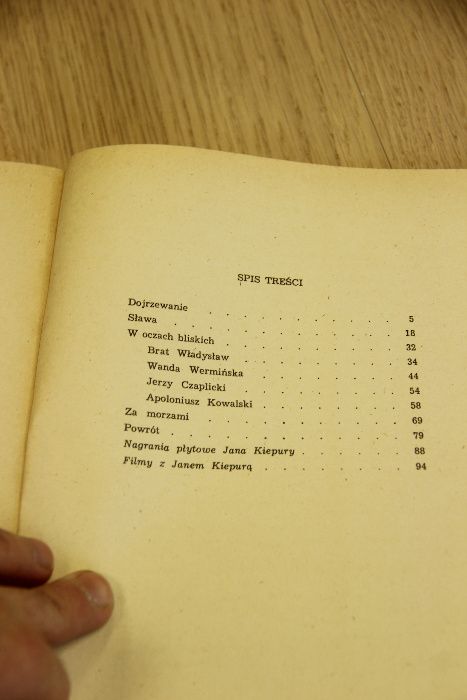 SPIS TREŚCI
Dojrzewanie . . . . . . . . . . 5
Sława . . . . . . . . . . . 18
W oczach bliskich . . . . . . . . . 32
Brat Władysław . . . . . . . . 34
Wanda Wermińska . . . . . . . 44
Jerzy Czaplicki . . . . . . . . 54
Apoloniusz Kowalski . . . . . . . 58
Za morzami . . . . . . . . . . 69
Powrót . . . . . . . . . . . 79
Nagrania płytowe Jana Kiepury . . . . . . 88
Filmy z Janem Kiepurą . . . . . . . 94